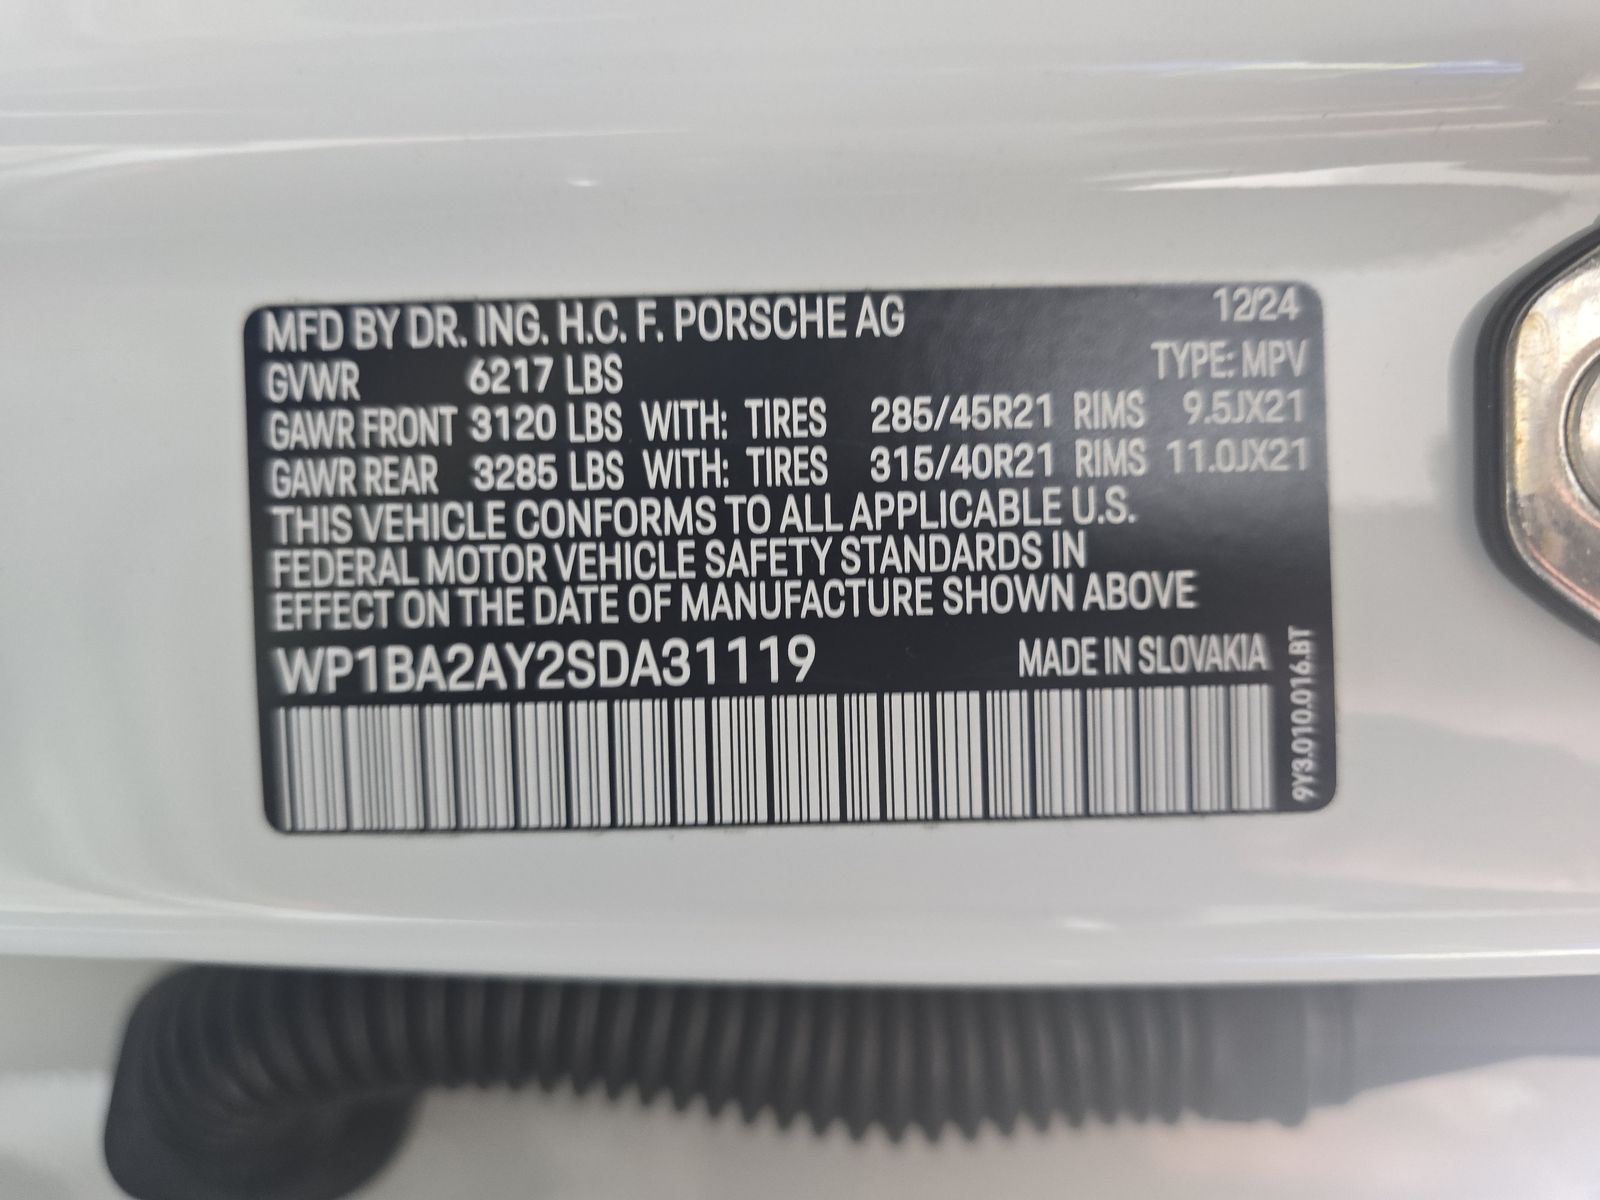 MFD BY DR. ING. H.C. F. PORSCHE AG 12/24
GVWR 6217 LBS TYPE: MPV
GAWR FRONT 3120 LBS WITH: TIRES 285/45R21 RIMS 9.5JX21
GAWR REAR 3285 LBS WITH: TIRES 315/40R21 RIMS 11.0JX21
THIS VEHICLE CONFORMS TO ALL APPLICABLE U.S.
FEDERAL MOTOR VEHICLE SAFETY STANDARDS IN
EFFECT ON THE DATE OF MANUFACTURE SHOWN ABOVE
WP1BA2AY2SDA31119 MADE IN SLOVAKIA
9Y3.010.016.BT